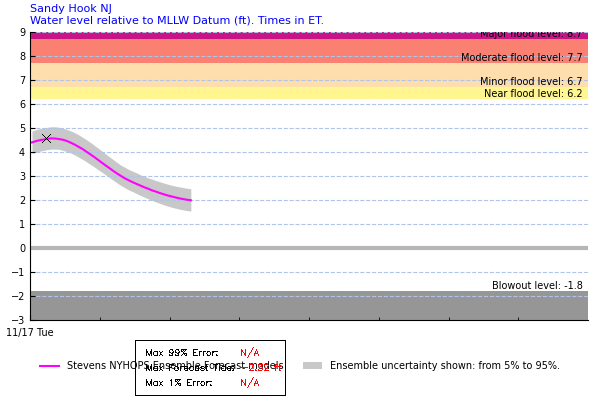 Sandy Hook NJ
Water level relative to MLLW Datum (ft). Times in ET.
9
Major flood level: 8.7
8
Moderate flood level: 7.7
7
Minor flood level: 6.7
Near flood level: 6.2
6
5
4
3
2
1
0
−1
Blowout level: -1.8
−2
−3
11/17 Tue
Max 99% Error: N/A
Stevens NYHOPS Ensemble Forecast models
Ensemble uncertainty shown: from 5% to 95%.
Max Forecast Tide:
Max 1% Error: N/A